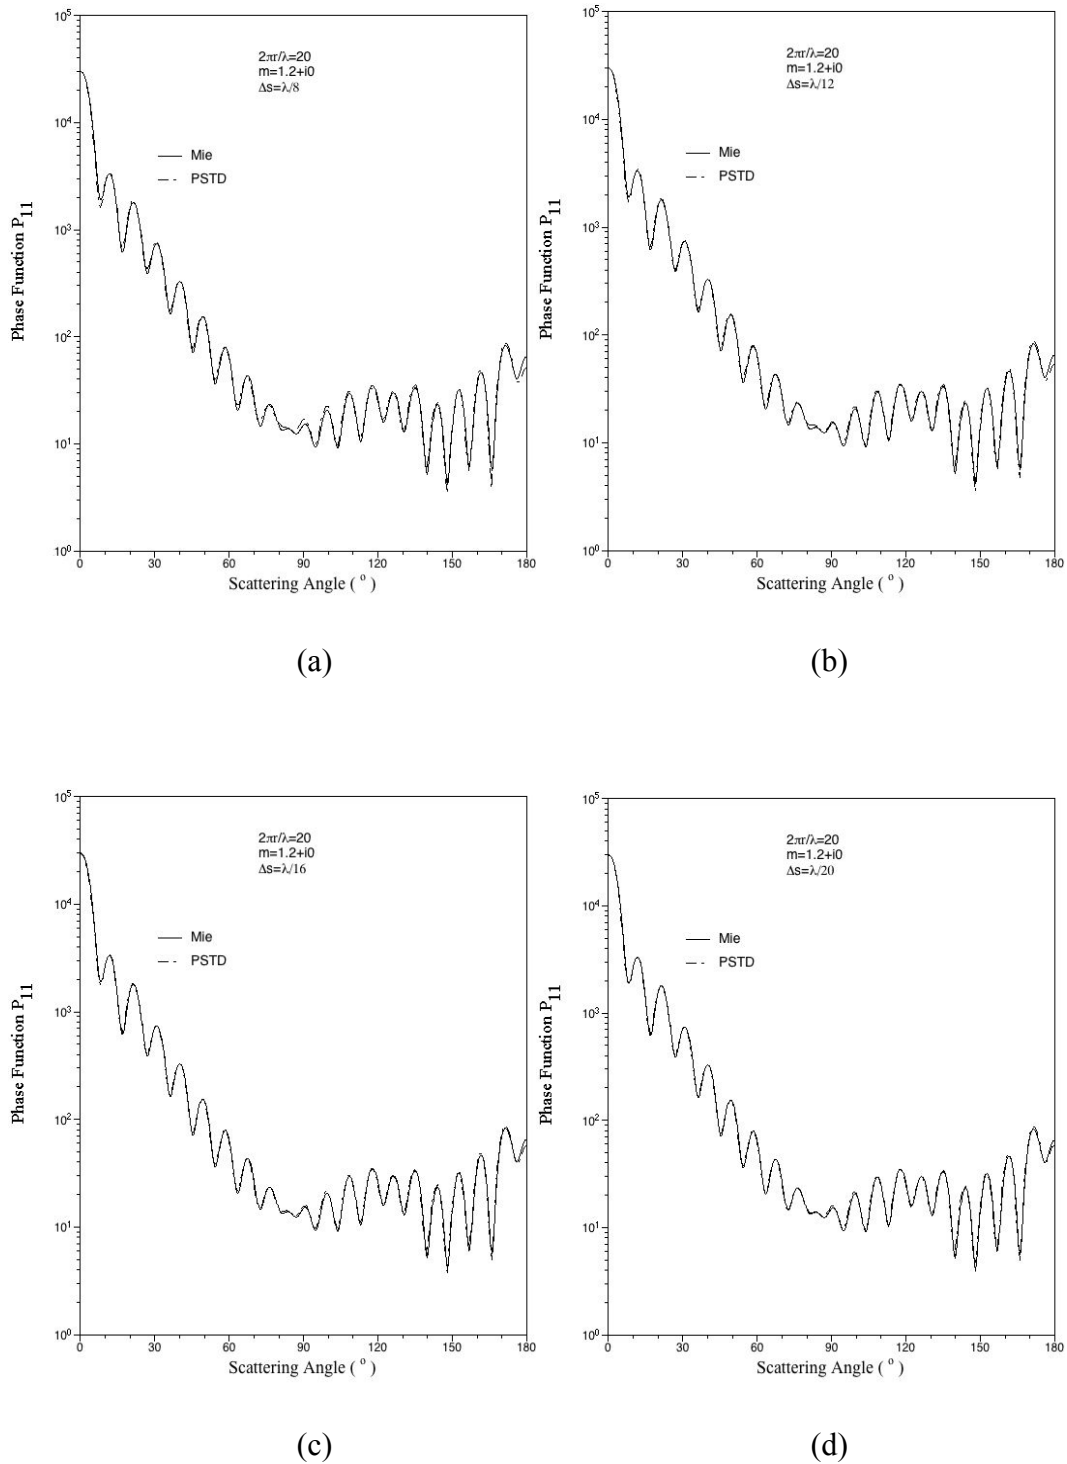 10⁵
10⁴
10³
10²
10¹
10⁰
2πr/λ=20
m=1.2+i0
Δs=λ/8
Mie
PSTD
Phase Function P₁₁
0 30 60 90 120 150 180
Scattering Angle ( ° )
(a)
10⁵
10⁴
10³
10²
10¹
10⁰
2πr/λ=20
m=1.2+i0
Δs=λ/12
Mie
PSTD
Phase Function P₁₁
0 30 60 90 120 150 180
Scattering Angle ( ° )
(b)
10⁵
10⁴
10³
10²
10¹
10⁰
2πr/λ=20
m=1.2+i0
Δs=λ/16
Mie
PSTD
Phase Function P₁₁
0 30 60 90 120 150 180
Scattering Angle ( ° )
(c)
10⁵
10⁴
10³
10²
10¹
10⁰
2πr/λ=20
m=1.2+i0
Δs=λ/20
Mie
PSTD
Phase Function P₁₁
0 30 60 90 120 150 180
Scattering Angle ( ° )
(d)